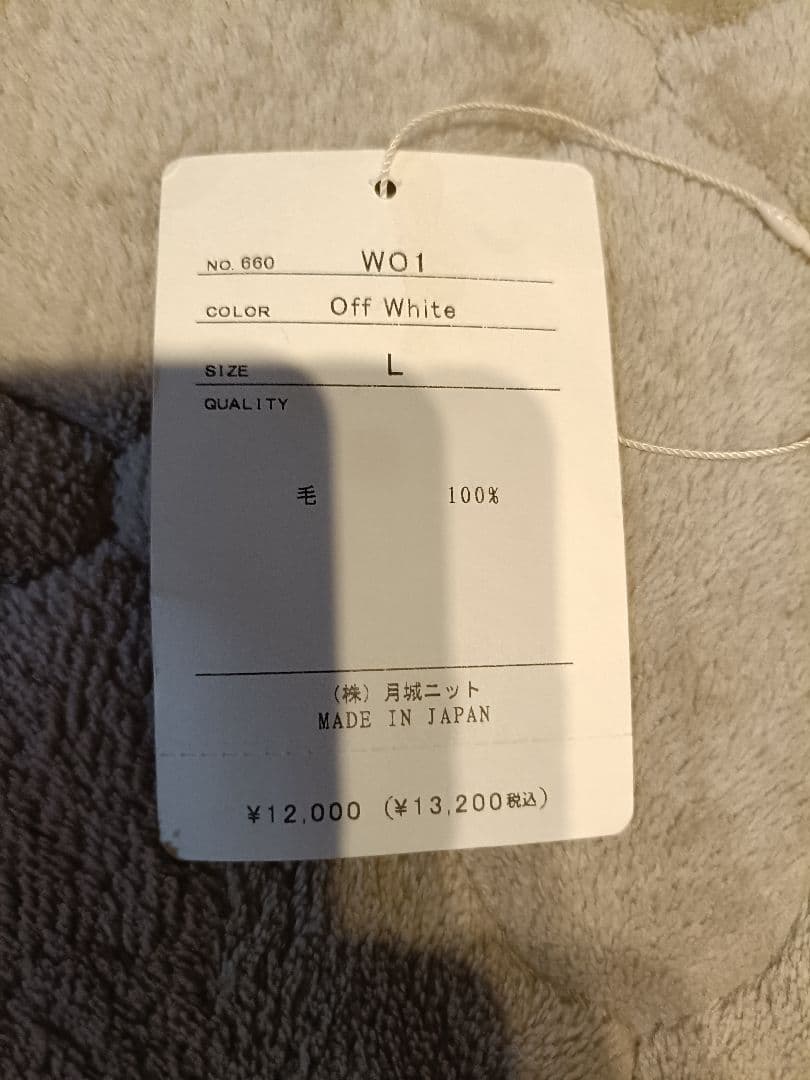 NO. 660 WO1
COLOR Off White
SIZE L
QUALITY
毛 100%
(株) 月城ニット
MADE IN JAPAN
¥12,000 (¥13,200税込)